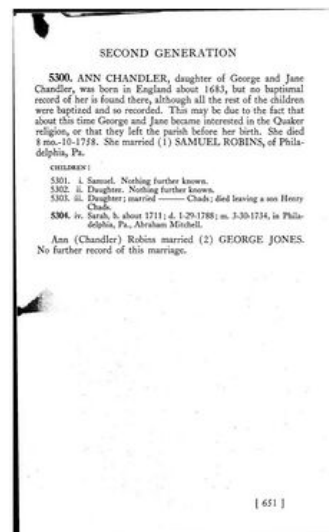 SECOND GENERATION
5300. ANN CHANDLER, daughter of George and Jane
Chandler, was born in England about 1683, but no baptismal
record of her is found there, although all the rest of the children
were baptized and so recorded. This may be due to the fact that
about this time George and Jane became interested in the Quaker
religion, or that they left the parish before her birth. She died
8 mo.-10-1758. She married (1) SAMUEL ROBINS, of Phila-
delphia, Pa.
CHILDREN:
5301. i. Samuel. Nothing further known.
5302. ii. Daughter. Nothing further known.
5303. iii. Daughter; married ——— Chads; died leaving a son Henry
Chads.
5304. iv. Sarah, b. about 1711; d. 1-29-1788; m. 3-30-1734, in Phila-
delphia, Pa., Abraham Mitchell.
Ann (Chandler) Robins married (2) GEORGE JONES.
No further record of this marriage.
[ 651 ]